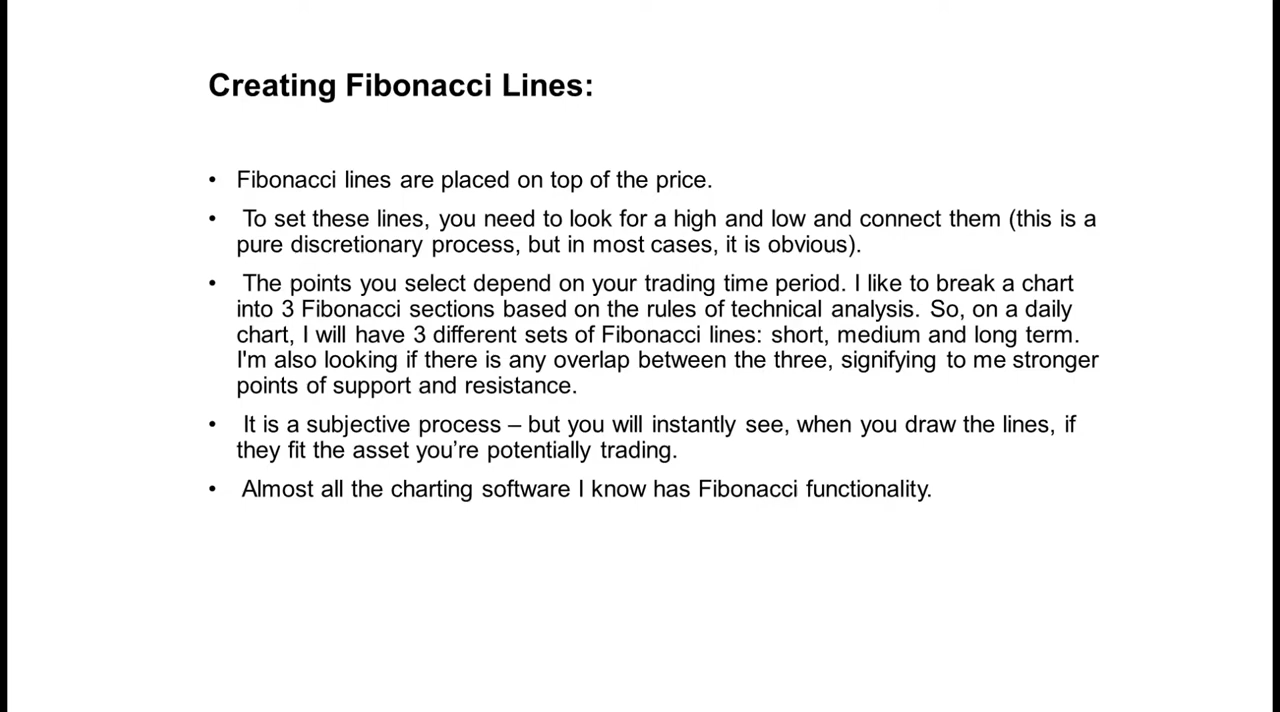 Creating Fibonacci Lines:
• Fibonacci lines are placed on top of the price.
• To set these lines, you need to look for a high and low and connect them (this is a
pure discretionary process, but in most cases, it is obvious).
• The points you select depend on your trading time period. I like to break a chart
into 3 Fibonacci sections based on the rules of technical analysis. So, on a daily
chart, I will have 3 different sets of Fibonacci lines: short, medium and long term.
I'm also looking if there is any overlap between the three, signifying to me stronger
points of support and resistance.
• It is a subjective process – but you will instantly see, when you draw the lines, if
they fit the asset you’re potentially trading.
• Almost all the charting software I know has Fibonacci functionality.